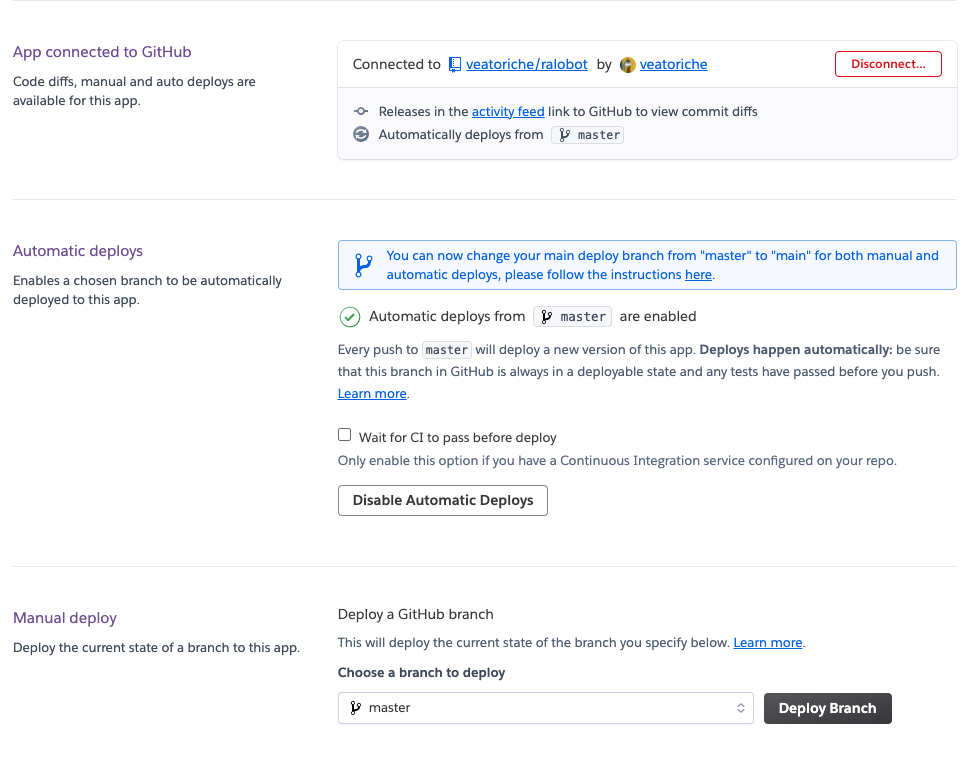 App connected to GitHub
Code diffs, manual and auto deploys are
available for this app.
Connected to veatoriche/ralobot by veatoriche
Disconnect...
Releases in the activity feed link to GitHub to view commit diffs
Automatically deploys from master
Automatic deploys
Enables a chosen branch to be automatically
deployed to this app.
You can now change your main deploy branch from "master" to "main" for both manual and
automatic deploys, please follow the instructions here.
Automatic deploys from master are enabled
Every push to master will deploy a new version of this app. Deploys happen automatically: be sure
that this branch in GitHub is always in a deployable state and any tests have passed before you push.
Learn more.
Wait for CI to pass before deploy
Only enable this option if you have a Continuous Integration service configured on your repo.
Disable Automatic Deploys
Manual deploy
Deploy the current state of a branch to this app.
Deploy a GitHub branch
This will deploy the current state of the branch you specify below. Learn more.
Choose a branch to deploy
master
Deploy Branch